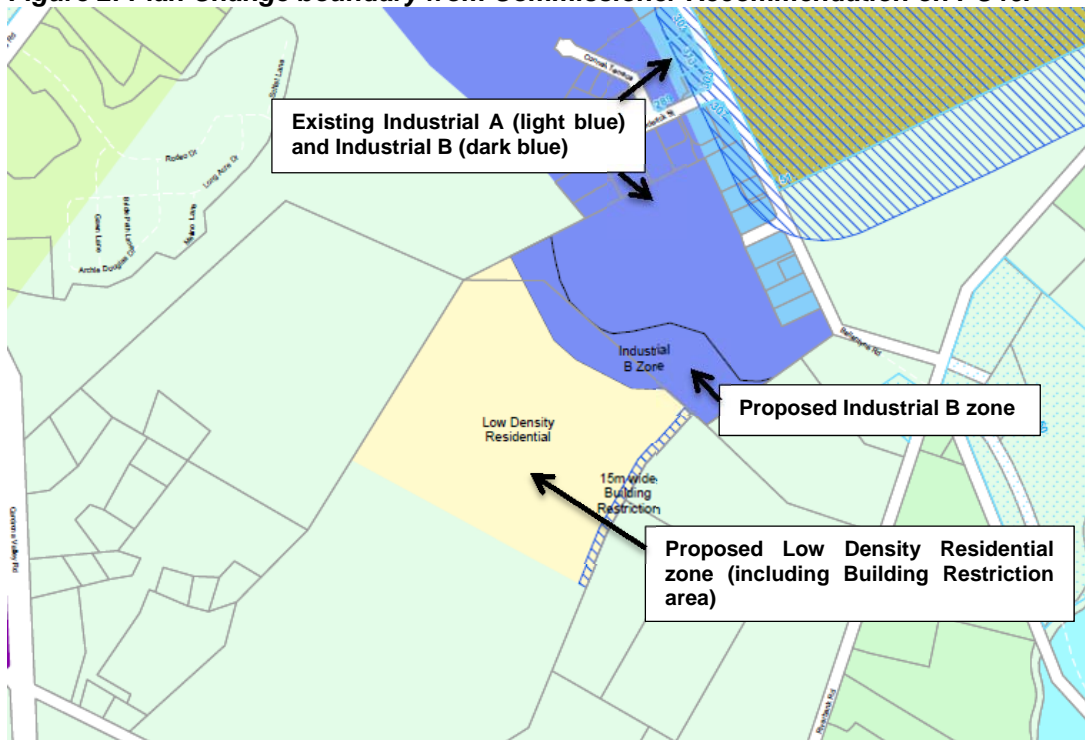 Figure 2: Plan Change boundary from Commissioner Recommendation on PC46.
Existing Industrial A (light blue)
and Industrial B (dark blue)
Rodeo Dr
Long Acre Dr
Archie Douglas Dr
Industrial
B Zone
Ballantyne Rd
Proposed Industrial B zone
Low Density
Residential
15m wide
Building
Restriction
Proposed Low Density Residential
zone (including Building Restriction
area)
Riverbank Rd